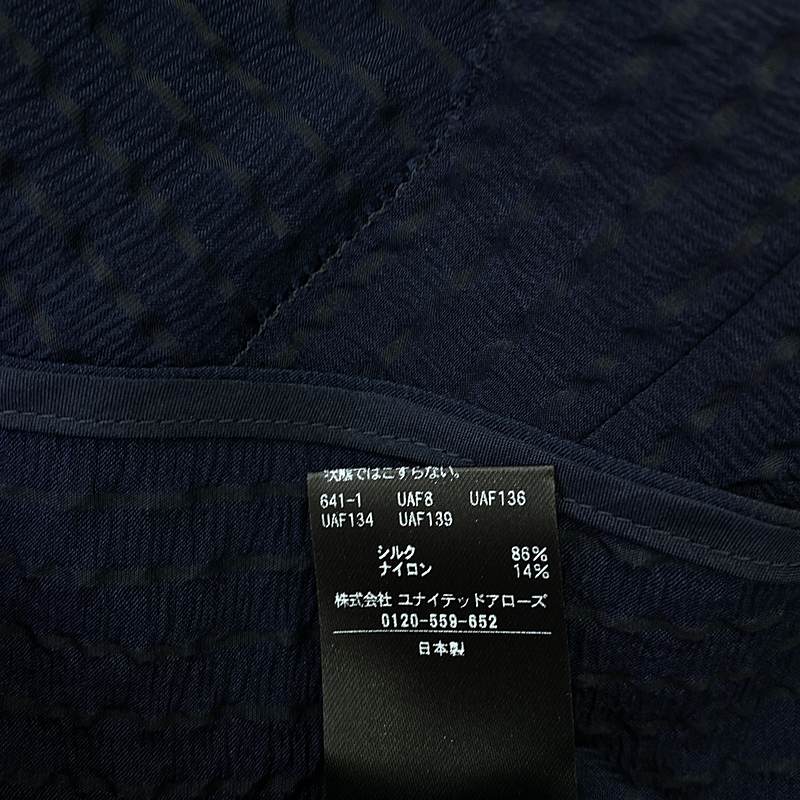 状態ではこすらない。
641-1 UAF8 UAF136
UAF134 UAF139
シルク 86%
ナイロン 14%
株式会社 ユナイテッドアローズ
0120-559-652
日本製